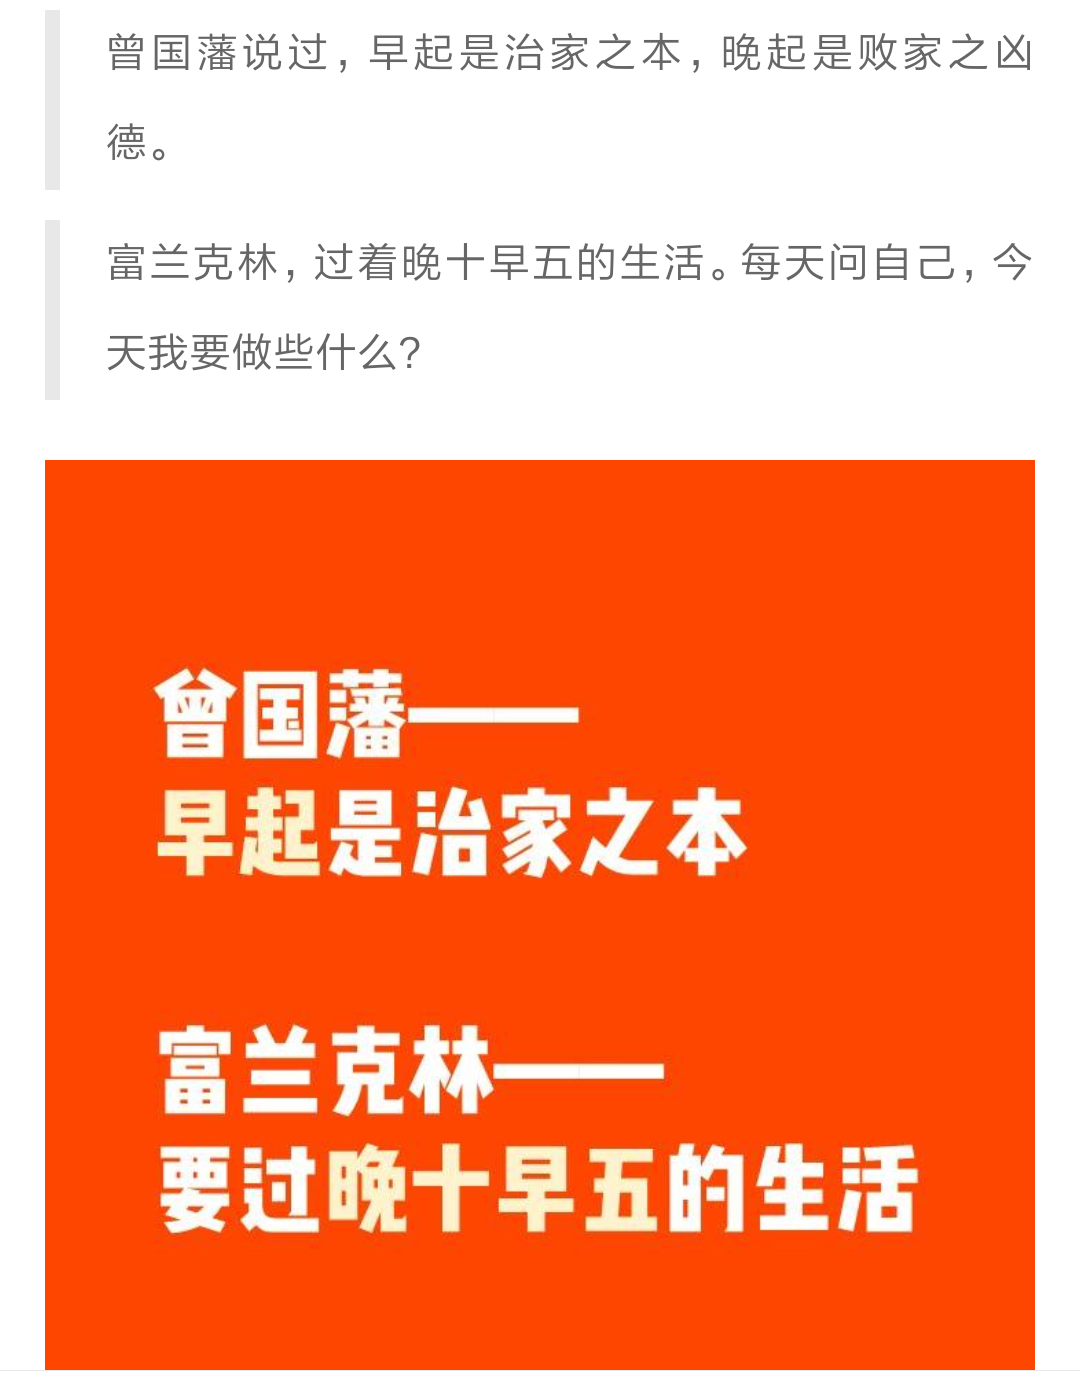 曾国藩说过，早起是治家之本，晚起是败家之凶
德。
富兰克林，过着晚十早五的生活。每天问自己，今
天我要做些什么？
曾国藩——
早起是治家之本
富兰克林——
要过晚十早五的生活